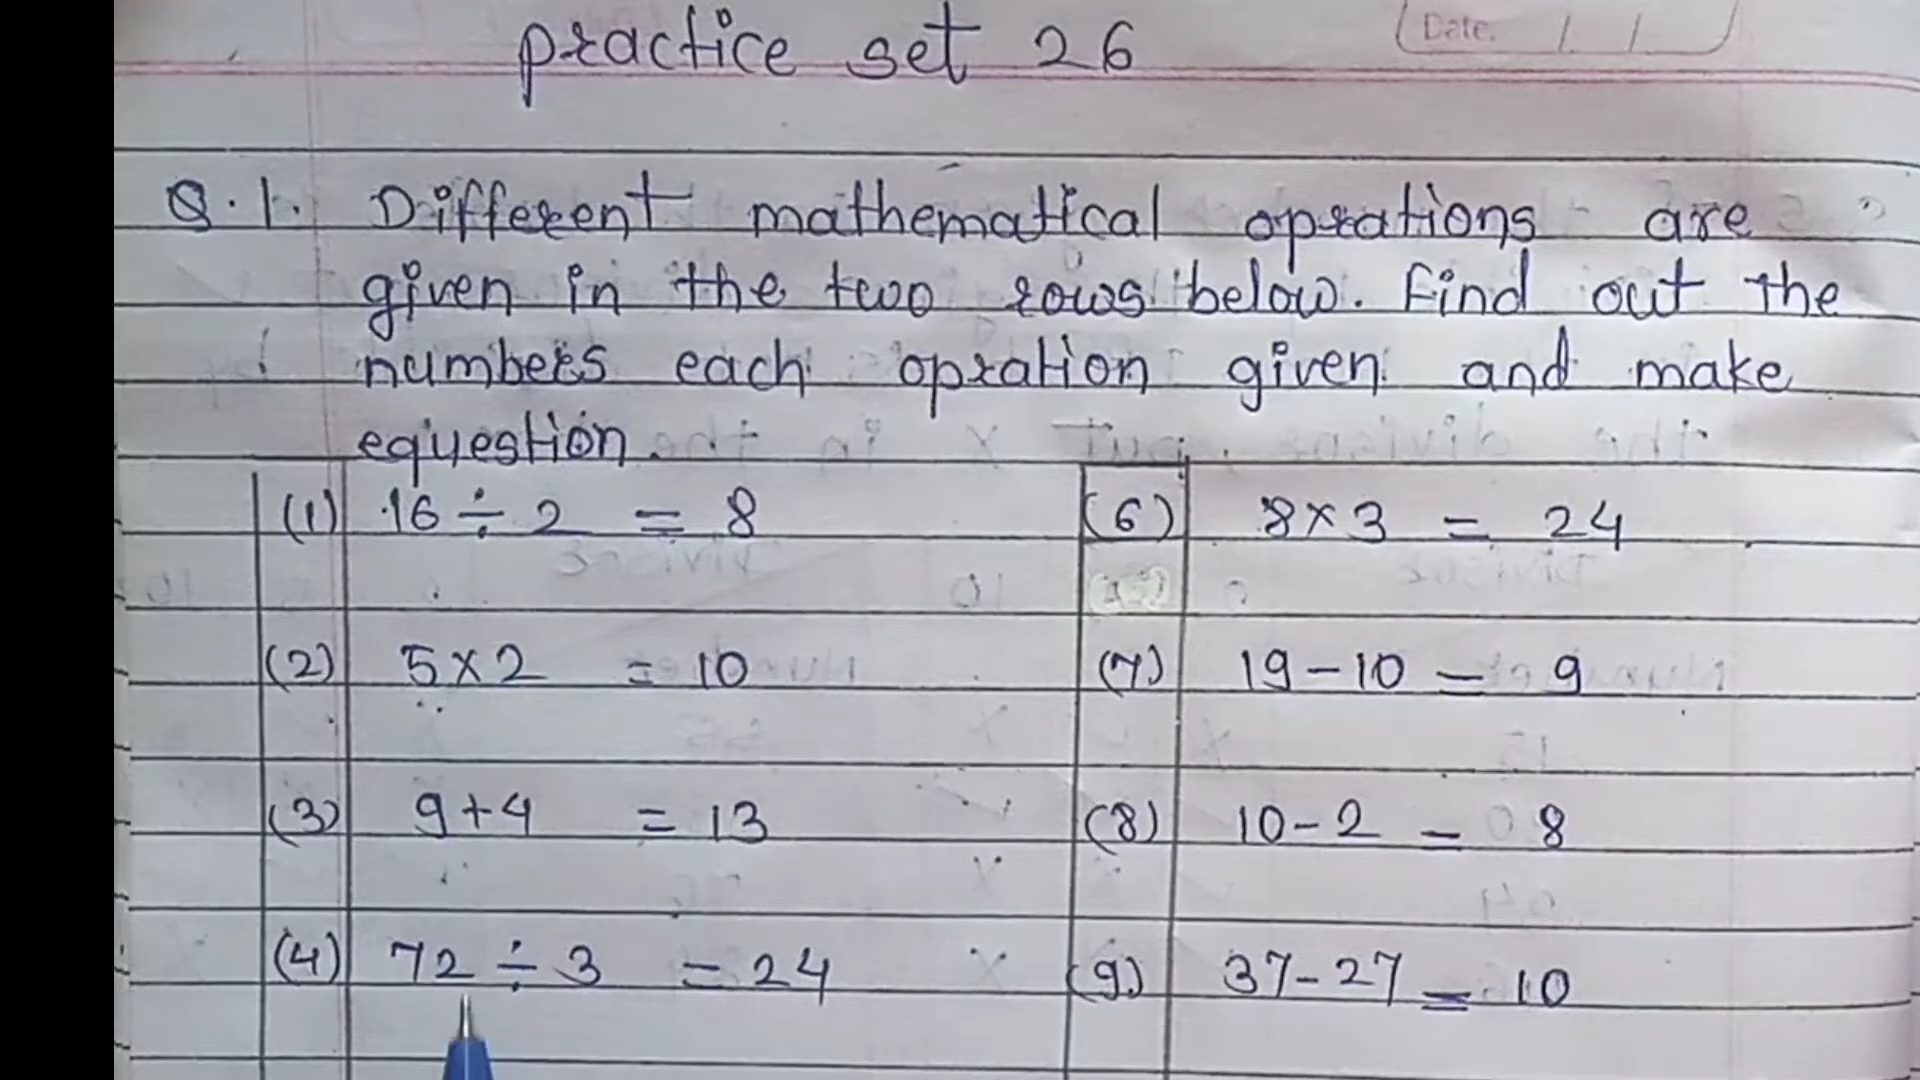 practice set 26
Date. / /
Q.1. Different mathematical oprations are
given in the two rows below. Find out the
numbers each opration given and make
equestion.
(1) 16 ÷ 2 = 8
(6) 8 × 3 = 24
(2) 5 × 2 = 10
(7) 19 - 10 = 9
(3) 9 + 4 = 13
(8) 10 - 2 = 8
(4) 72 ÷ 3 = 24
(9) 37 - 27 = 10